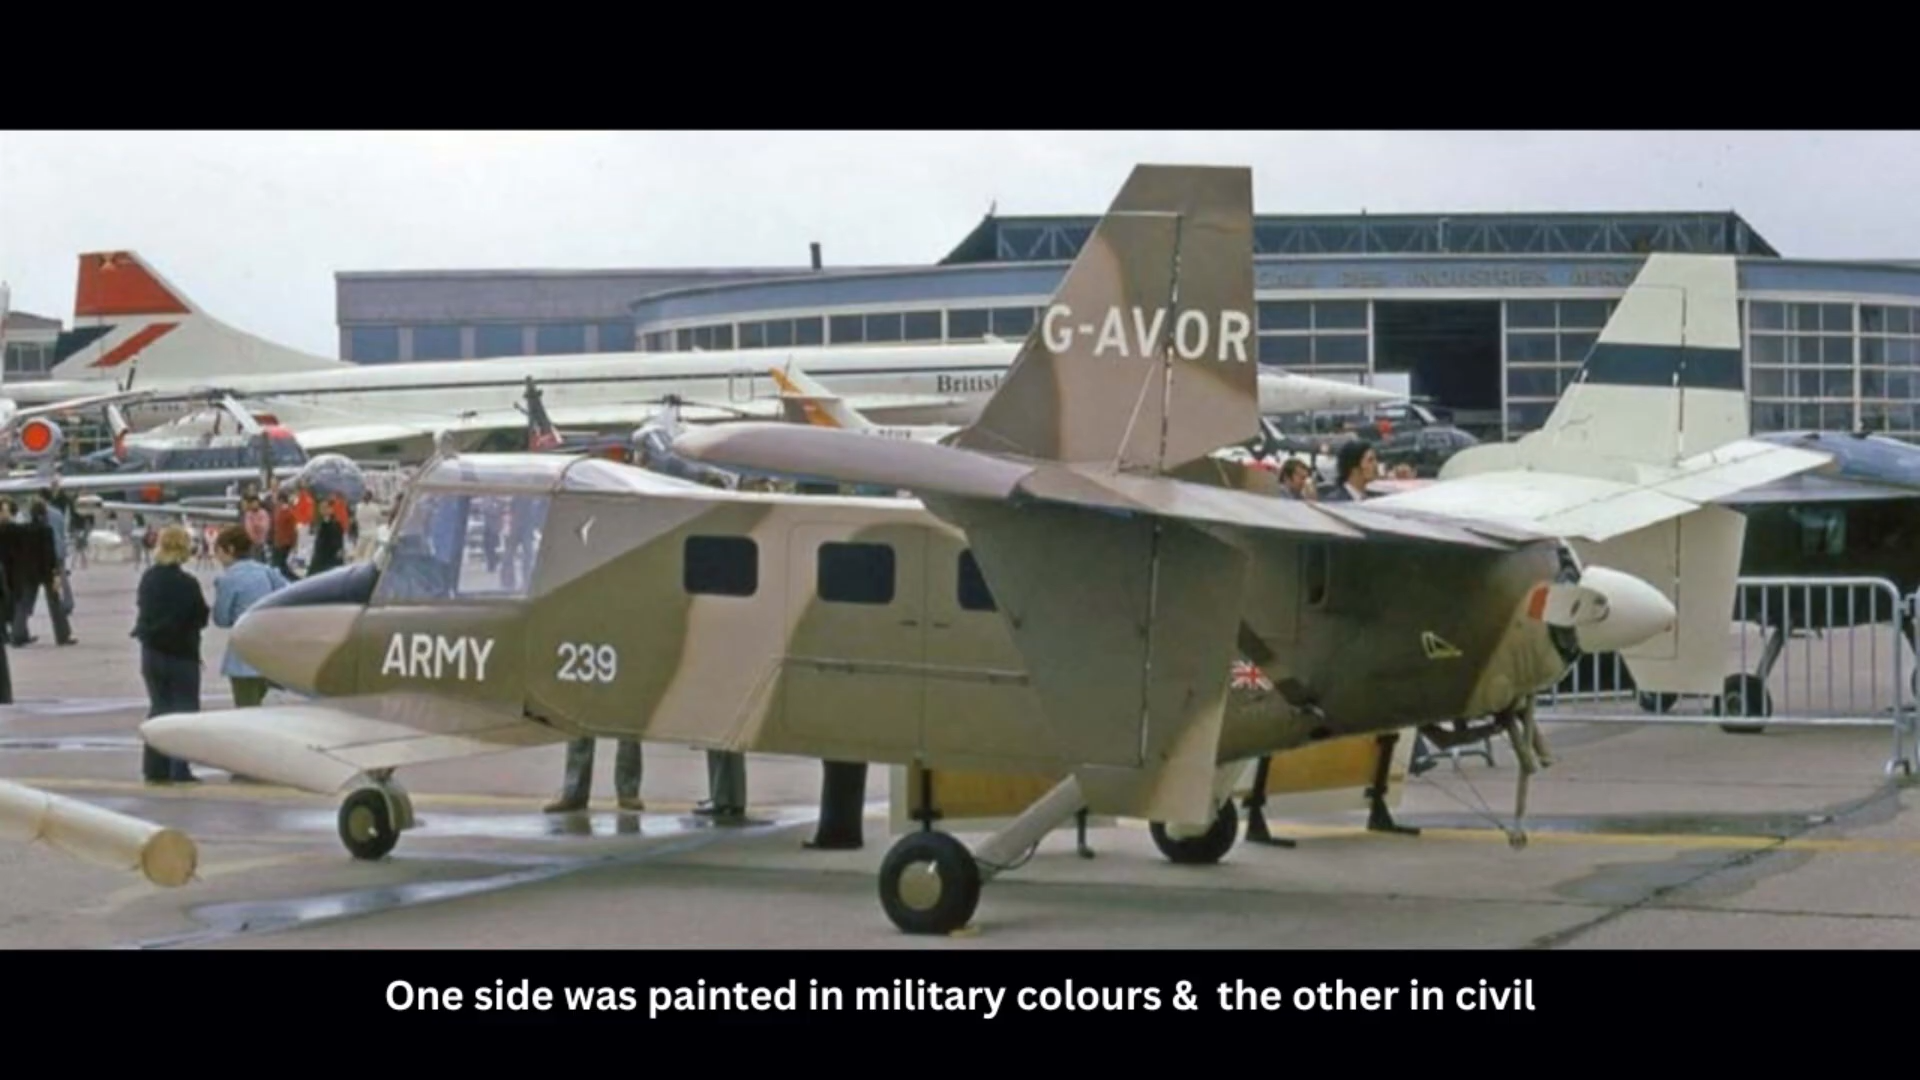 G-AVOR
British
ARMY
239
One side was painted in military colours & the other in civil